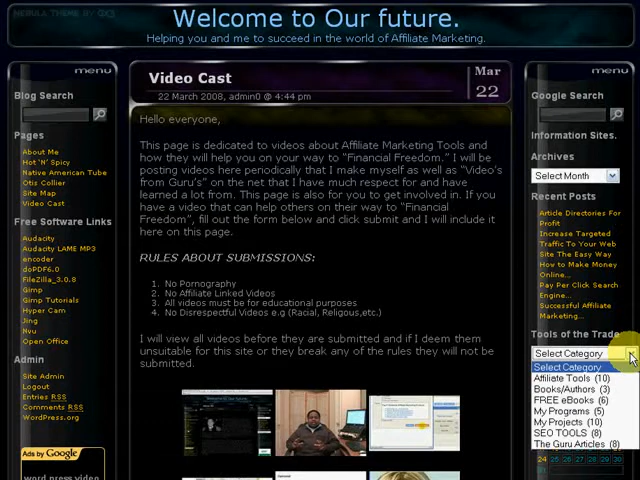 NEBULA THEME BY GX3
Welcome to Our future.
Helping you and me to succeed in the world of Affiliate Marketing.
menu
Blog Search
Pages
About Me
Hot 'N' Spicy
Native American Tube
Otis Collier
Site Map
Video Cast
Free Software Links
Audacity
Audacity LAME MP3
encoder
doPDF6.0
FileZilla_3.0.8
Gimp
Gimp Tutorials
Hyper Cam
Jing
Nvu
Open Office
Admin
Site Admin
Logout
Entries RSS
Comments RSS
WordPress.org
Ads by Google
word press video
Video Cast
22 March 2008, admin0 @ 4:44 pm
Mar
22
Hello everyone,
This page is dedicated to videos about Affiliate Marketing Tools and
how they will help you on your way to "Financial Freedom." I will be
posting videos here periodically that I make myself as well as "Video's
from Guru's" on the net that I have much respect for and have
learned a lot from. This page is also for you to get involved in. If you
have a video that can help others on their way to "Financial
Freedom", fill out the form below and click submit and I will include it
here on this page.
RULES ABOUT SUBMISSIONS:
1. No Pornography
2. No Affiliate Linked Videos
3. All videos must be for educational purposes
4. No Disrespectful Videos e.g (Racial, Religous,etc.)
I will view all videos before they are submitted and if I deem them
unsuitable for this site or they break any of the rules they will not be
submitted.
menu
Google Search
Information Sites.
Archives
Select Month
Recent Posts
Article Directories For
Profit
Increase Targeted
Traffic To Your Web
Site The Easy Way
How to Make Money
Online...
Pay Per Click Search
Engine...
Successful Affiliate
Marketing...
Tools of the Trade
Select Category
Select Category
Affiliate Tools (10)
Books/Authors (3)
FREE eBooks (6)
My Programs (5)
My Projects (10)
SEO TOOLS (8)
The Guru Articles (8)
24 25 26 27 28 29 30
31